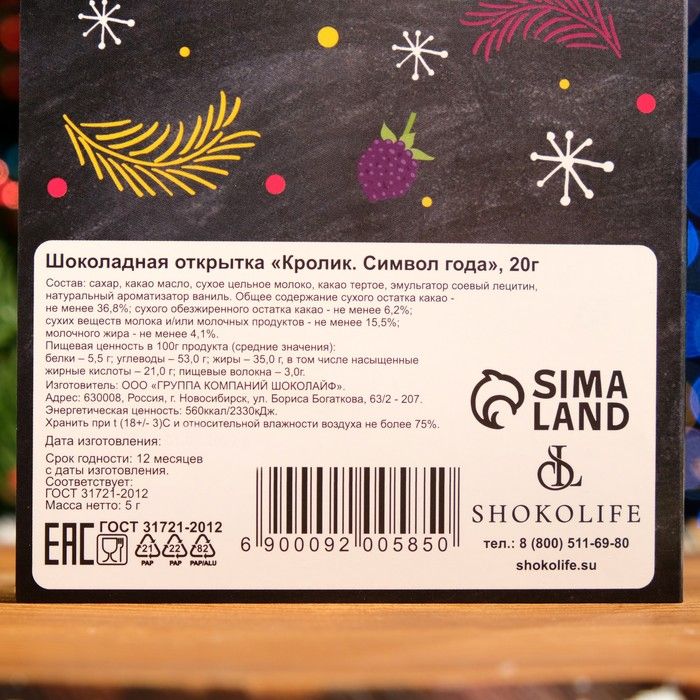 Шоколадная открытка «Кролик. Символ года», 20г
Состав: сахар, какао масло, сухое цельное молоко, какао тертое, эмульгатор соевый лецитин,
натуральный ароматизатор ваниль. Общее содержание сухого остатка какао -
не менее 36,8%; сухого обезжиренного остатка какао - не менее 6,2%;
сухих веществ молока и/или молочных продуктов - не менее 15,5%;
молочного жира - не менее 4,1%.
Пищевая ценность в 100г продукта (средние значения):
белки – 5,5 г; углеводы – 53,0 г; жиры – 35,0 г, в том числе насыщенные
жирные кислоты – 21,0 г; пищевые волокна – 3,0г.
Изготовитель: ООО «ГРУППА КОМПАНИЙ ШОКОЛАЙФ».
Адрес: 630008, Россия, г. Новосибирск, ул. Бориса Богаткова, 63/2 - 207.
Энергетическая ценность: 560ккал/2330кДж.
Хранить при t (18+/- 3)С и относительной влажности воздуха не более 75%.
Дата изготовления:
Срок годности: 12 месяцев
с даты изготовления.
Соответствует:
ГОСТ 31721-2012
Масса нетто: 5 г
EAC ГОСТ 31721-2012
21 22 82
PAP PAP PAP/ALU
6 900092 005850
SIMA
LAND
SL
SHOKOLIFE
тел.: 8 (800) 511-69-80
shokolife.su